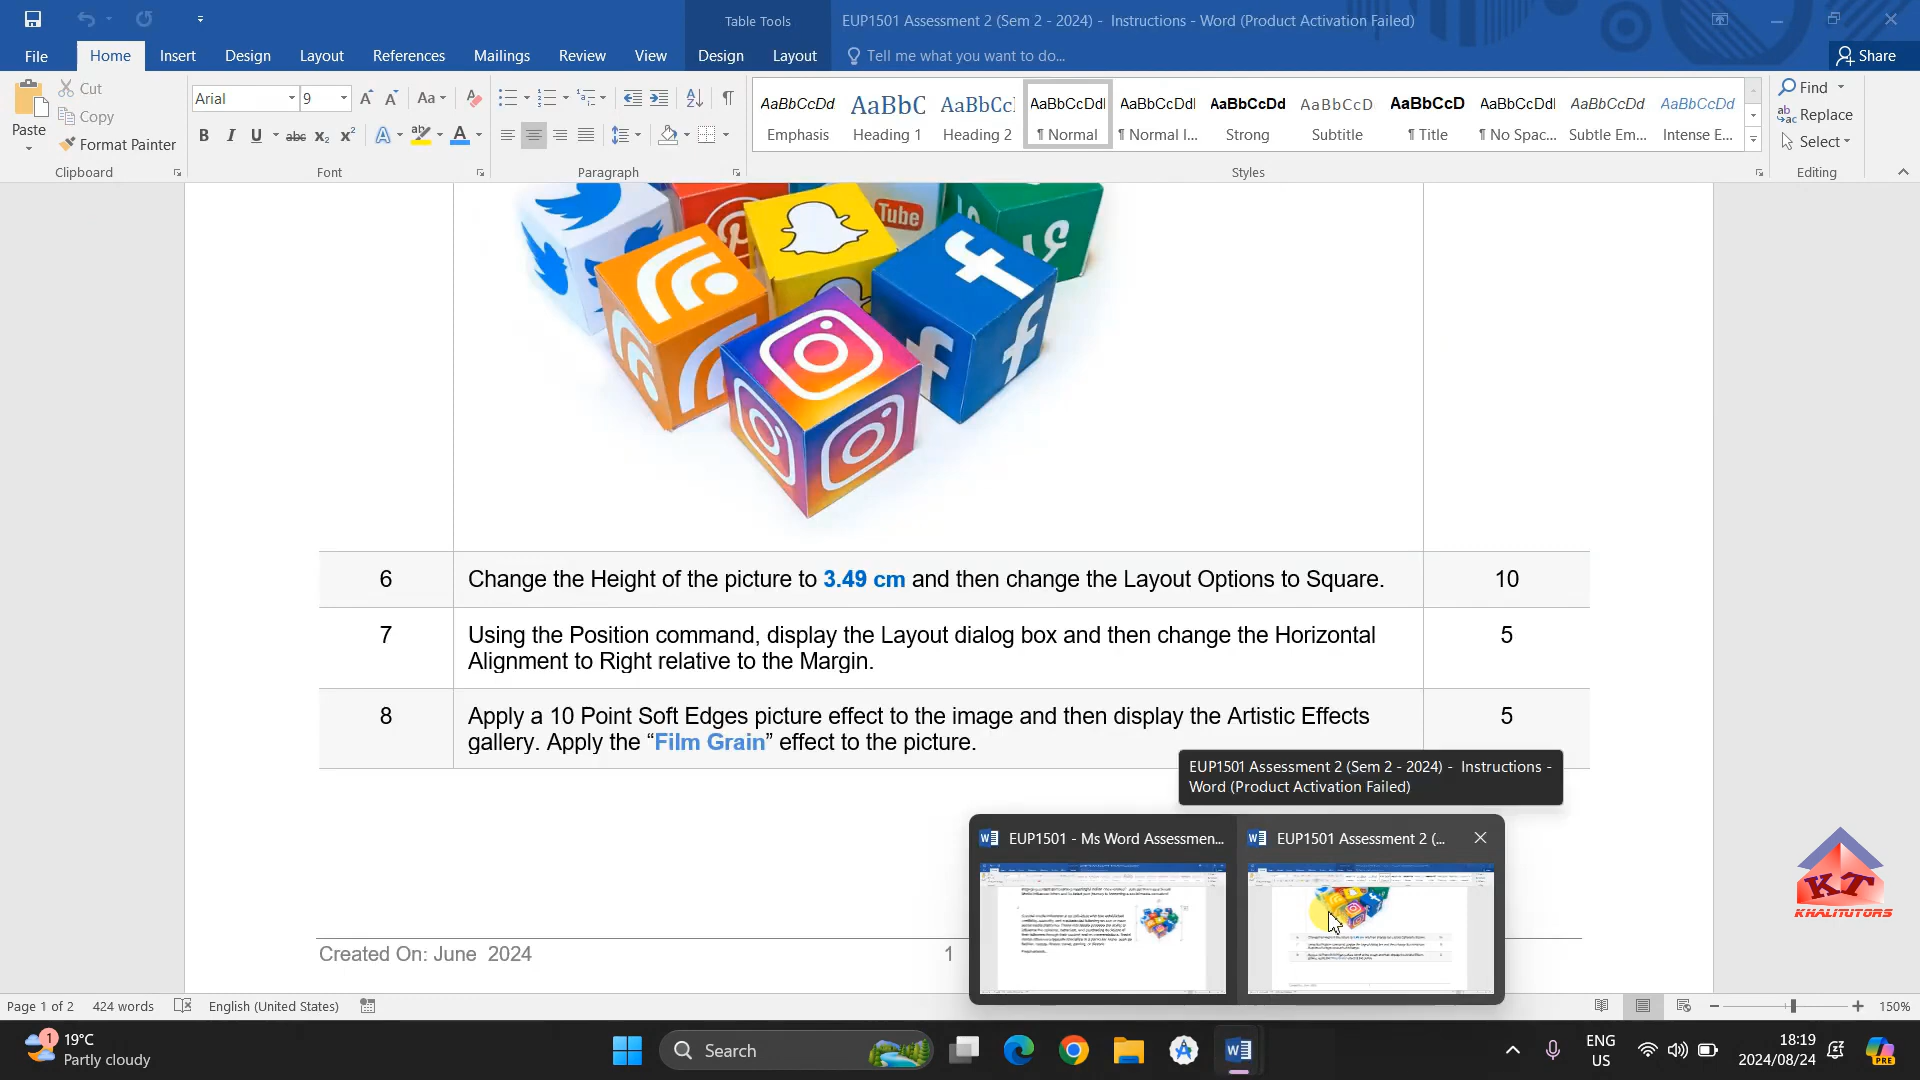 Table Tools
EUP1501 Assessment 2 (Sem 2 - 2024) - Instructions - Word (Product Activation Failed)
File Home Insert Design Layout References Mailings Review View Design Layout Tell me what you want to do... Share
Paste
Cut
Copy
Format Painter
Clipboard
Arial 9 Aa
B I U abc X₂ X² A A
Font
Paragraph
AaBbCcDd Emphasis
AaBbC Heading 1
AaBbCc Heading 2
AaBbCcDdI ¶ Normal
AaBbCcDdI ¶ Normal I...
AaBbCcDd Strong
AaBbCcD Subtitle
AaBbCcD ¶ Title
AaBbCcDdI ¶ No Spac...
AaBbCcDd Subtle Em...
AaBbCcDd Intense E...
Styles
Find
Replace
Select
Editing
Tube
6 Change the Height of the picture to 3.49 cm and then change the Layout Options to Square. 10
7 Using the Position command, display the Layout dialog box and then change the Horizontal 5
Alignment to Right relative to the Margin.
8 Apply a 10 Point Soft Edges picture effect to the image and then display the Artistic Effects 5
gallery. Apply the “Film Grain” effect to the picture.
EUP1501 Assessment 2 (Sem 2 - 2024) - Instructions -
Word (Product Activation Failed)
EUP1501 - Ms Word Assessmen...
EUP1501 Assessment 2 (...
KT
KHALITUTORS
Created On: June 2024 1
Page 1 of 2 424 words English (United States) 150%
1 19°C
Partly cloudy
Search
ENG
US
18:19
2024/08/24
PRE